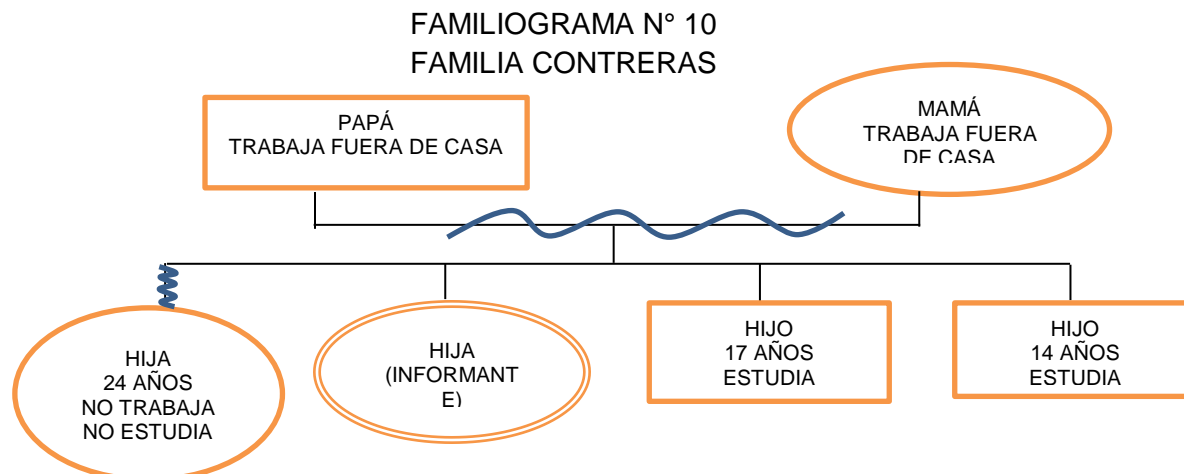 FAMILIOGRAMA N° 10
FAMILIA CONTRERAS
PAPÁ
TRABAJA FUERA DE CASA
MAMÁ
TRABAJA FUERA
DE CASA
HIJA
24 AÑOS
NO TRABAJA
NO ESTUDIA
HIJA
(INFORMANT
E)
HIJO
17 AÑOS
ESTUDIA
HIJO
14 AÑOS
ESTUDIA